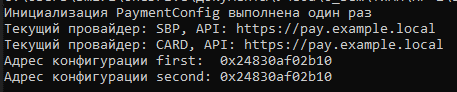 Инициализация PaymentConfig выполнена один раз
Текущий провайдер: SBP, API: https://pay.example.local
Текущий провайдер: CARD, API: https://pay.example.local
Адрес конфигурации first:  0x24830af02b10
Адрес конфигурации second: 0x24830af02b10